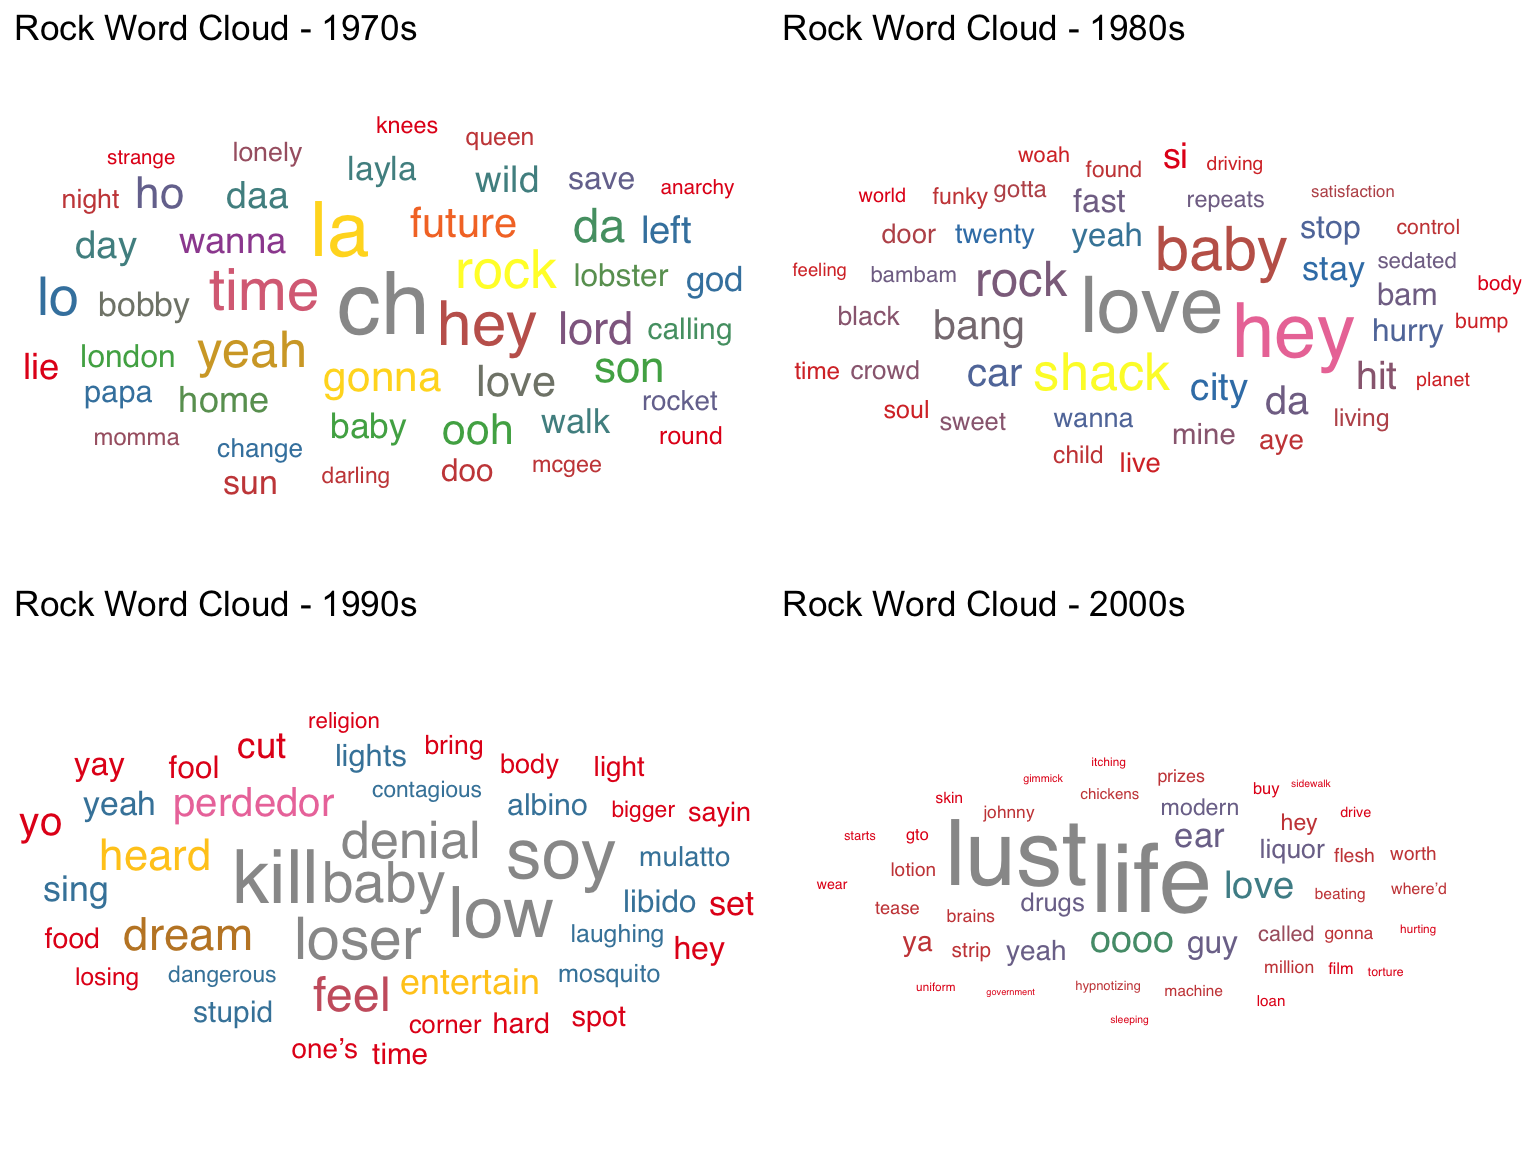 Rock Word Cloud - 1970s
knees
queen
strange
lonely
layla
wild
save
anarchy
night
ho
daa
la
future
da
left
day
wanna
rock
lobster
god
lo
bobby
time
ch
hey
lord
calling
lie
london
yeah
gonna
love
son
papa
home
baby
ooh
walk
rocket
momma
change
round
sun
darling
doo
mcgee
Rock Word Cloud - 1980s
woah
found
si
driving
world
funky
gotta
fast
repeats
satisfaction
door
twenty
yeah
baby
stop
control
feeling
bambam
rock
love
stay
sedated
body
black
bang
hey
bam
hurry
bump
time
crowd
car
shack
city
hit
planet
soul
sweet
wanna
da
living
mine
aye
child
live
Rock Word Cloud - 1990s
religion
cut
lights
bring
yay
fool
body
light
yo
yeah
perdedor
contagious
albino
bigger
sayin
heard
denial
soy
mulatto
sing
kill
baby
low
libido
set
food
dream
loser
laughing
hey
losing
dangerous
feel
entertain
mosquito
stupid
corner
hard
spot
one's
time
Rock Word Cloud - 2000s
itching
gimmick
prizes
sidewalk
skin
johnny
chickens
modern
buy
drive
starts
gto
lust
ear
hey
lotion
life
liquor
flesh
worth
wear
drugs
love
beating
where'd
tease
brains
ya
strip
yeah
oooo
guy
called
gonna
hurting
million
film
torture
uniform
government
hypnotizing
machine
loan
sleeping